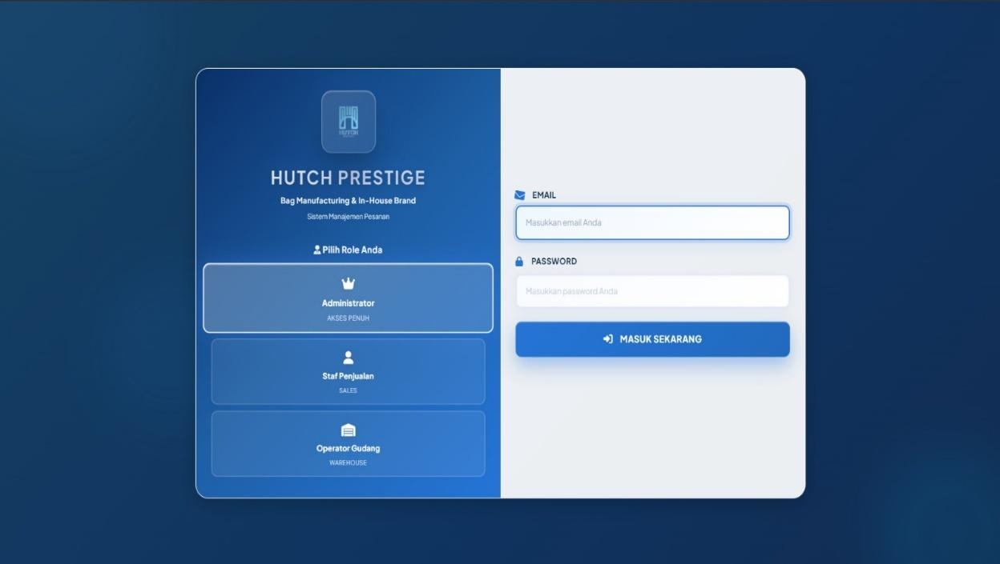 HUTCH PRESTIGE
Bag Manufacturing & In-House Brand
Sistem Manajemen Pesanan
Pilih Role Anda
Administrator
AKSES PENUH
Staf Penjualan
SALES
Operator Gudang
WAREHOUSE
EMAIL
Masukkan email Anda
PASSWORD
Masukkan password Anda
MASUK SEKARANG